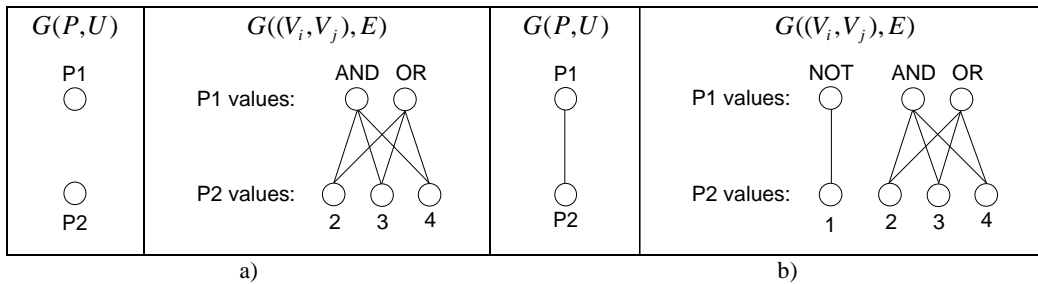 G(P,U) G((V_i,V_j),E) G(P,U) G((V_i,V_j),E)
P1 AND OR P1 NOT AND OR
P1 values: P1 values:
P2 values: P2 values:
P2 2 3 4 P2 1 2 3 4
a) b)